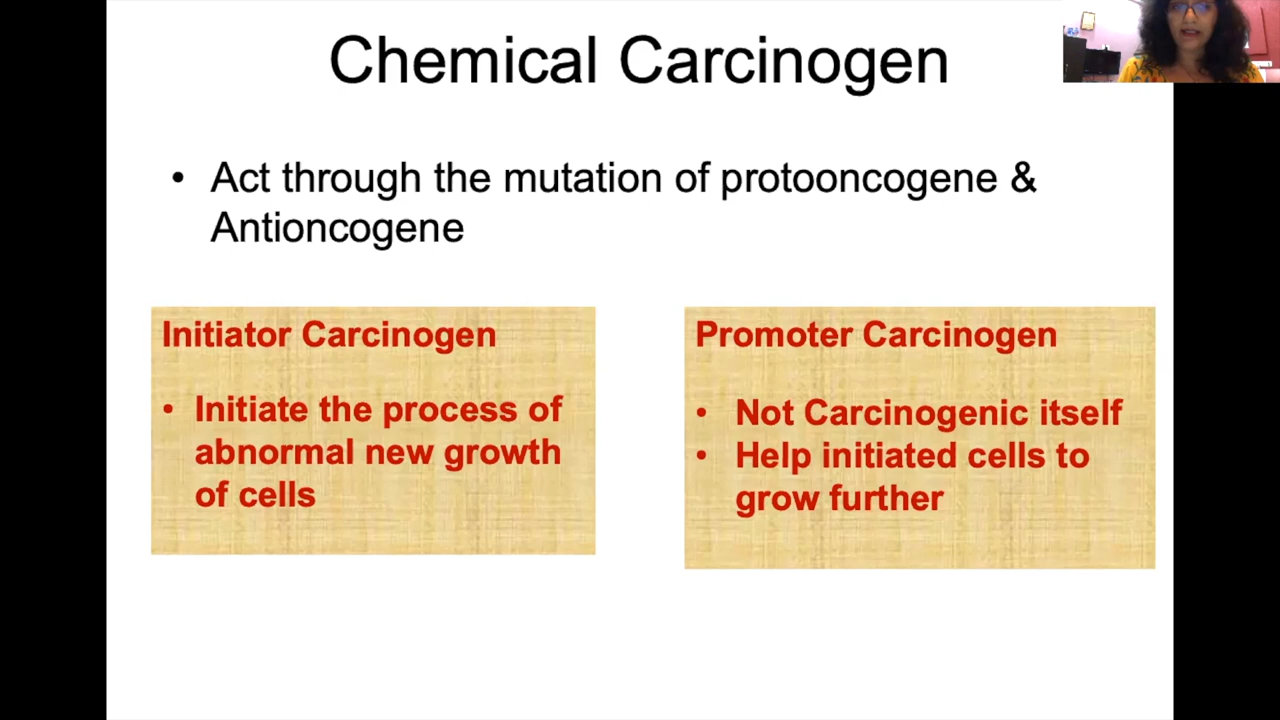 Chemical Carcinogen
• Act through the mutation of protooncogene &
Antioncogene
Initiator Carcinogen
• Initiate the process of
abnormal new growth
of cells
Promoter Carcinogen
• Not Carcinogenic itself
• Help initiated cells to
grow further